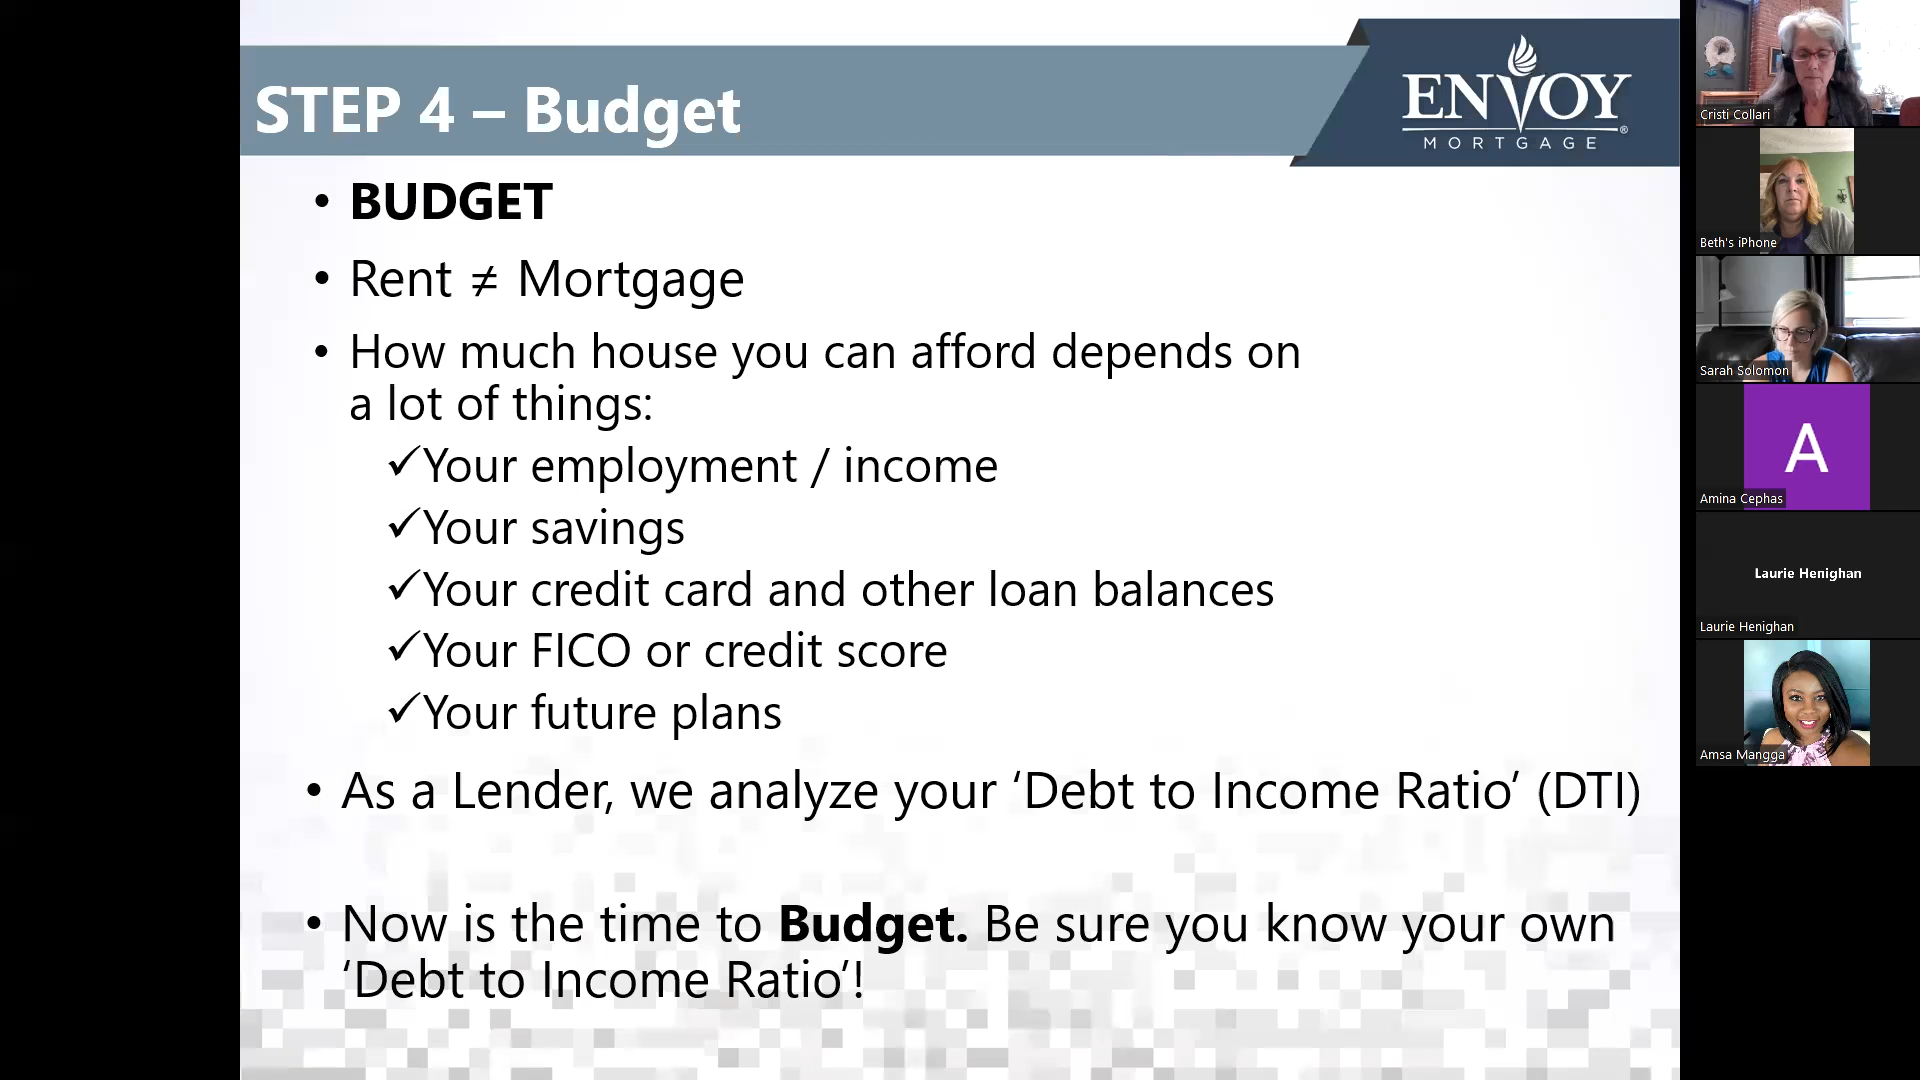 STEP 4 – Budget
ENVOY
MORTGAGE
®
• BUDGET
• Rent ≠ Mortgage
• How much house you can afford depends on
a lot of things:
✓Your employment / income
✓Your savings
✓Your credit card and other loan balances
✓Your FICO or credit score
✓Your future plans
• As a Lender, we analyze your ‘Debt to Income Ratio’ (DTI)
• Now is the time to Budget. Be sure you know your own
‘Debt to Income Ratio’!
Cristi Collari
Beth's iPhone
Sarah Solomon
A
Amina Cephas
Laurie Henighan
Laurie Henighan
Amsa Mangga